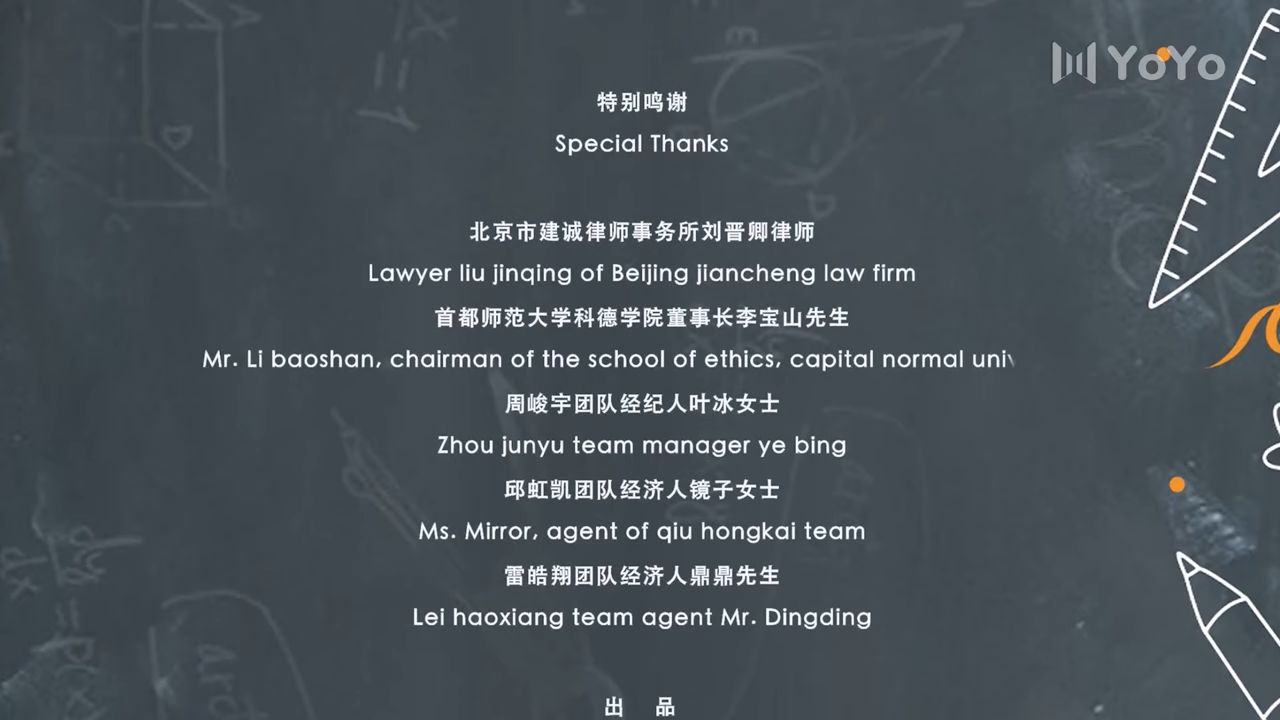 YoYo
特别鸣谢
Special Thanks
北京市建诚律师事务所刘晋卿律师
Lawyer liu jinqing of Beijing jiancheng law firm
首都师范大学科德学院董事长李宝山先生
Mr. Li baoshan, chairman of the school of ethics, capital normal univ
周峻宇团队经纪人叶冰女士
Zhou junyu team manager ye bing
邱虹凯团队经济人镜子女士
Ms. Mirror, agent of qiu hongkai team
雷皓翔团队经济人鼎鼎先生
Lei haoxiang team agent Mr. Dingding
出 品